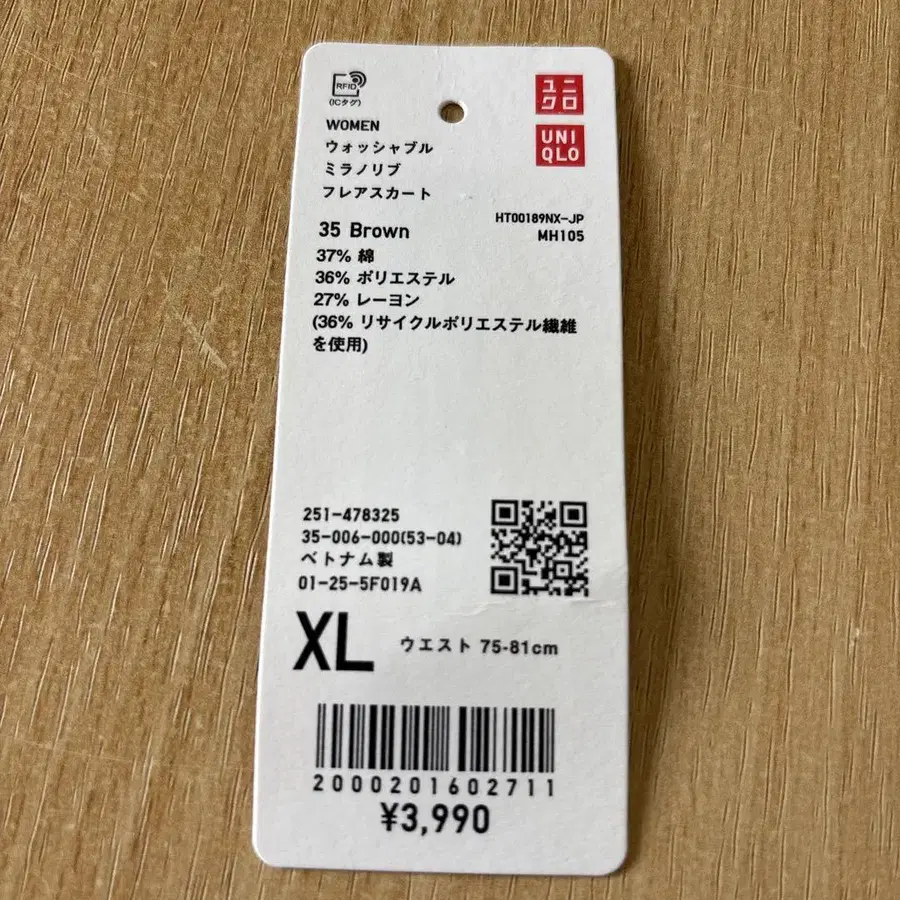 RFID
(ICタグ)
ユニ
クロ
UNI
QLO
WOMEN
ウォッシャブル
ミラノリブ
フレアスカート
35 Brown
HT00189NX-JP
MH105
37% 綿
36% ポリエステル
27% レーヨン
(36% リサイクルポリエステル繊維
を使用)
251-478325
35-006-000(53-04)
ベトナム製
01-25-5F019A
XL
ウエスト 75-81cm
2000201602711
¥3,990